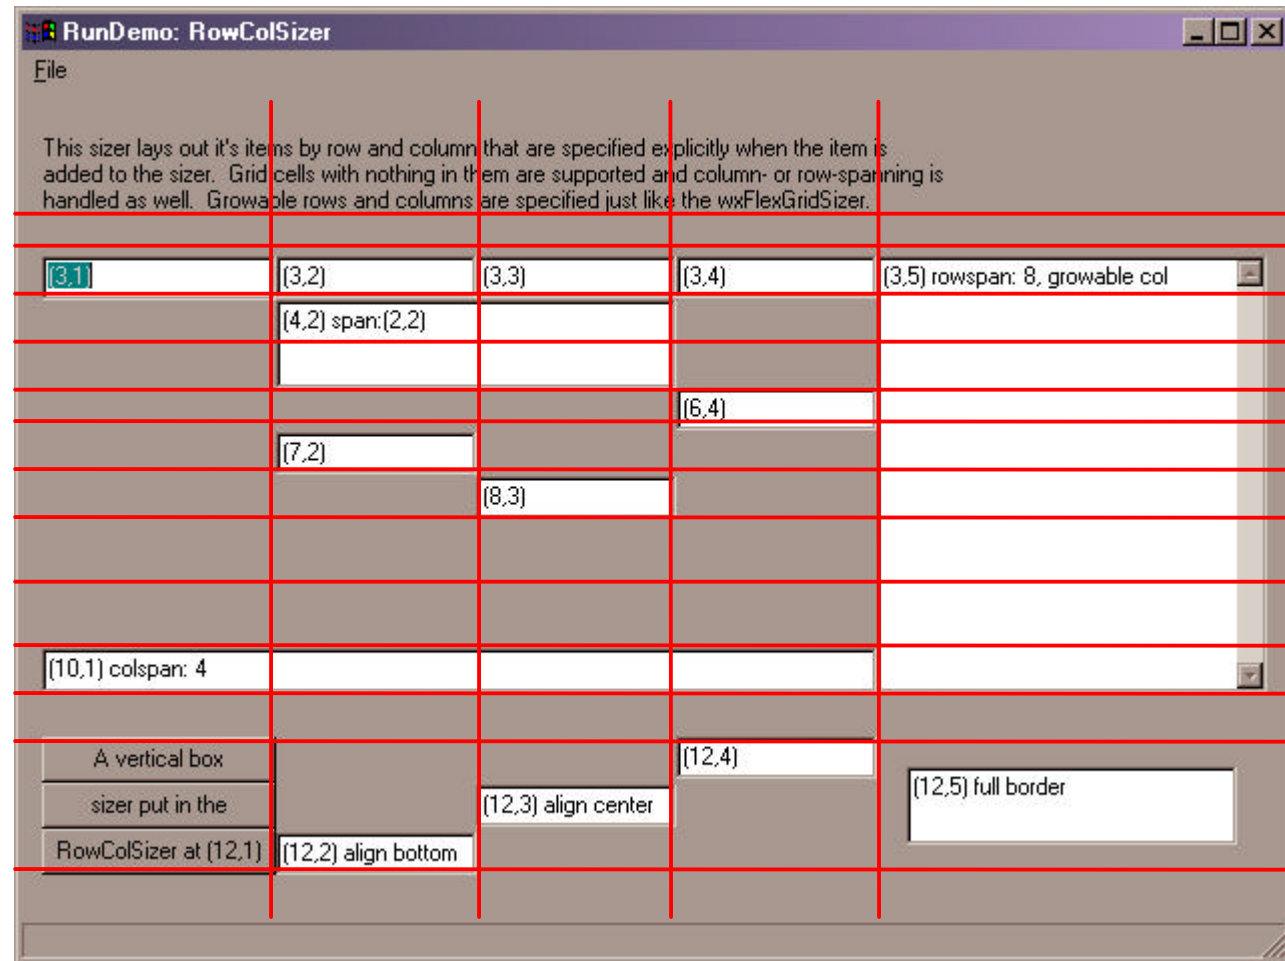 RunDemo: RowColSizer
File
This sizer lays out it's items by row and column that are specified explicitly when the item is
added to the sizer.  Grid cells with nothing in them are supported and column- or row-spanning is
handled as well.  Growable rows and columns are specified just like the wxFlexGridSizer.
(3,1) (3,2) (3,3) (3,4) (3,5) rowspan: 8, growable col
(4,2) span:(2,2)
(6,4)
(7,2)
(8,3)
(10,1) colspan: 4
A vertical box (12,4)
sizer put in the (12,3) align center (12,5) full border
RowColSizer at (12,1) (12,2) align bottom